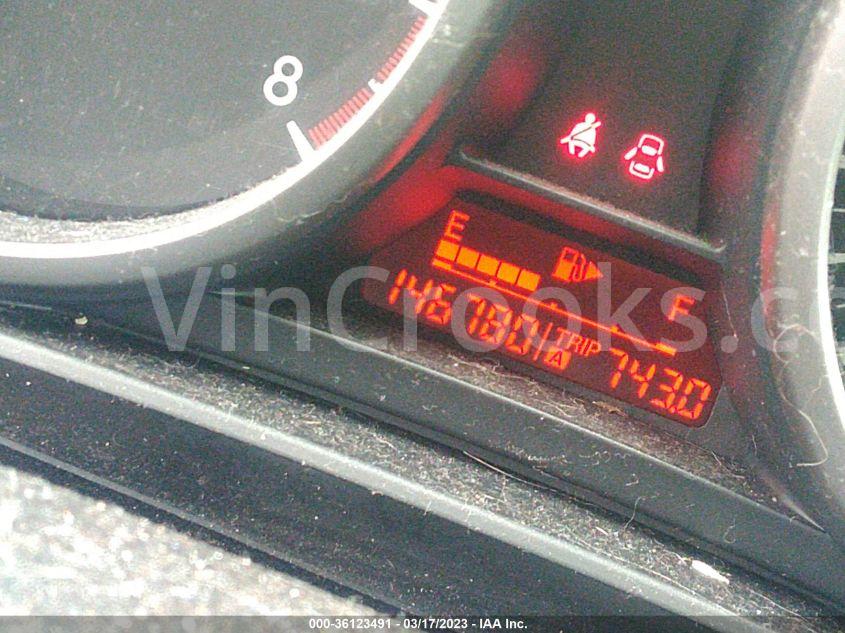 8
E
F
146780 TRIP A 743.0
VinCrooks.c
000-36123491 - 03/17/2023 - IAA Inc.